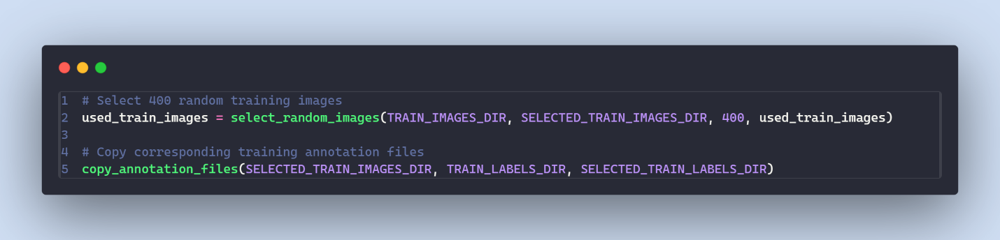 1 # Select 400 random training images
2 used_train_images = select_random_images(TRAIN_IMAGES_DIR, SELECTED_TRAIN_IMAGES_DIR, 400, used_train_images)
3
4 # Copy corresponding training annotation files
5 copy_annotation_files(SELECTED_TRAIN_IMAGES_DIR, TRAIN_LABELS_DIR, SELECTED_TRAIN_LABELS_DIR)